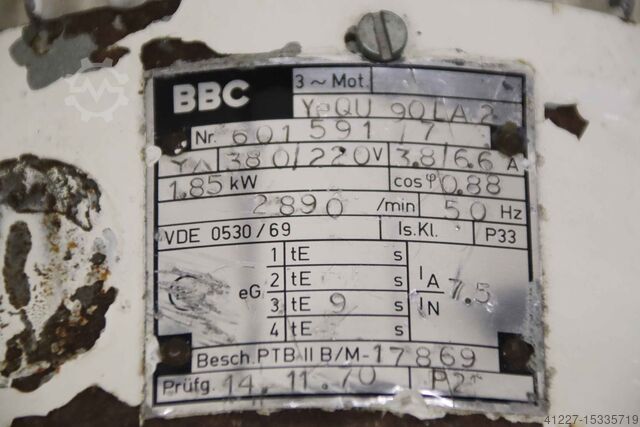 BBC 3 ~ Mot.
YeQU 90LA 2
Nr. 601 591 / 7
Y△ 380/220 V 3.8/6.6 A
1.85 kW cos φ 0.88
2890 /min 50 Hz
VDE 0530/69 Is.Kl. P33
1 tE s
eG 2 tE s
3 tE 9 s
4 tE s
IA/IN 7.5
Besch. PTB II B/M-17869
Prüfg. 14. 11. 70
41227-15335719